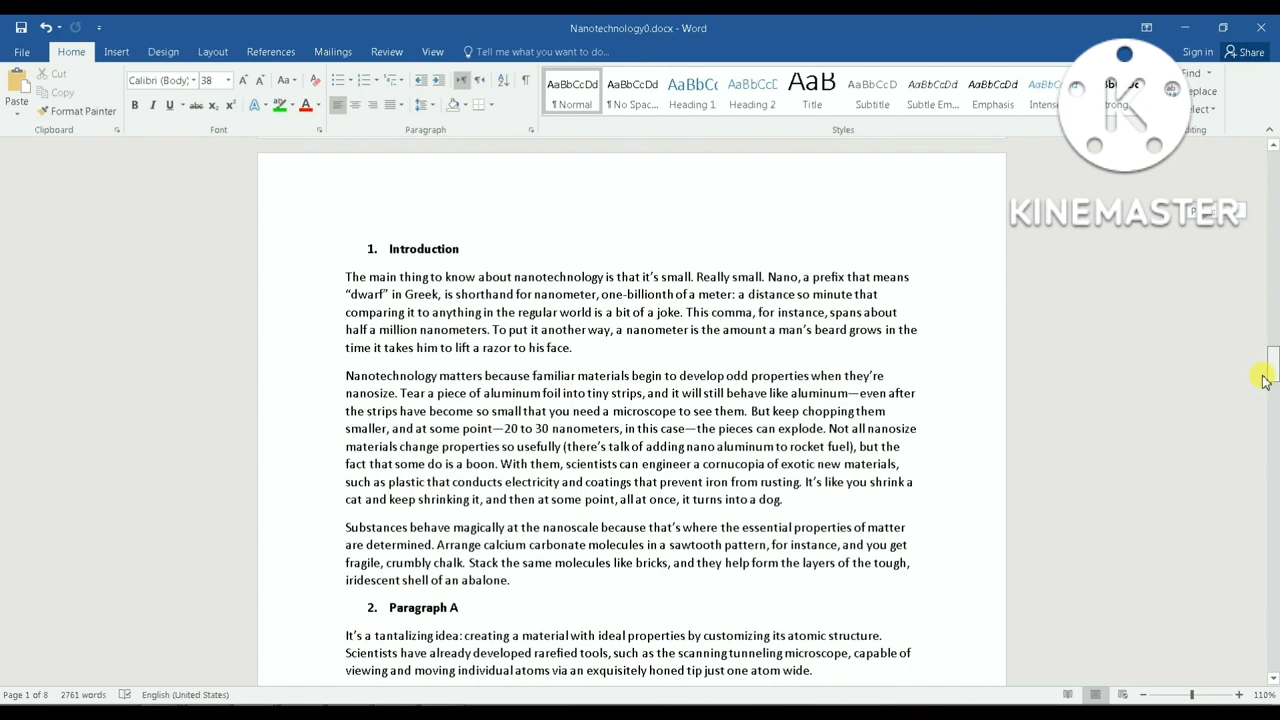 Nanotechnology0.docx - Word
File Home Insert Design Layout References Mailings Review View Tell me what you want to do... Sign in Share
Paste
Cut
Copy
Format Painter
Clipboard
Calibri (Body) 38
Font
Paragraph
AaBbCcDd AaBbCcDd AaBbCc AaBbCcD AaB AaBbCcD AaBbCcDd AaBbCcDd AaBbCcDd
¶ Normal ¶ No Spac... Heading 1 Heading 2 Title Subtitle Subtle Em... Emphasis Intense Strong
Styles
Find
KINEMASTER
1. Introduction
The main thing to know about nanotechnology is that it’s small. Really small. Nano, a prefix that means
“dwarf” in Greek, is shorthand for nanometer, one-billionth of a meter: a distance so minute that
comparing it to anything in the regular world is a bit of a joke. This comma, for instance, spans about
half a million nanometers. To put it another way, a nanometer is the amount a man’s beard grows in the
time it takes him to lift a razor to his face.
Nanotechnology matters because familiar materials begin to develop odd properties when they’re
nanosize. Tear a piece of aluminum foil into tiny strips, and it will still behave like aluminum—even after
the strips have become so small that you need a microscope to see them. But keep chopping them
smaller, and at some point—20 to 30 nanometers, in this case—the pieces can explode. Not all nanosize
materials change properties so usefully (there’s talk of adding nano aluminum to rocket fuel), but the
fact that some do is a boon. With them, scientists can engineer a cornucopia of exotic new materials,
such as plastic that conducts electricity and coatings that prevent iron from rusting. It’s like you shrink a
cat and keep shrinking it, and then at some point, all at once, it turns into a dog.
Substances behave magically at the nanoscale because that’s where the essential properties of matter
are determined. Arrange calcium carbonate molecules in a sawtooth pattern, for instance, and you get
fragile, crumbly chalk. Stack the same molecules like bricks, and they help form the layers of the tough,
iridescent shell of an abalone.
2. Paragraph A
It’s a tantalizing idea: creating a material with ideal properties by customizing its atomic structure.
Scientists have already developed rarefied tools, such as the scanning tunneling microscope, capable of
viewing and moving individual atoms via an exquisitely honed tip just one atom wide.
Page 1 of 8 2761 words English (United States) 110%